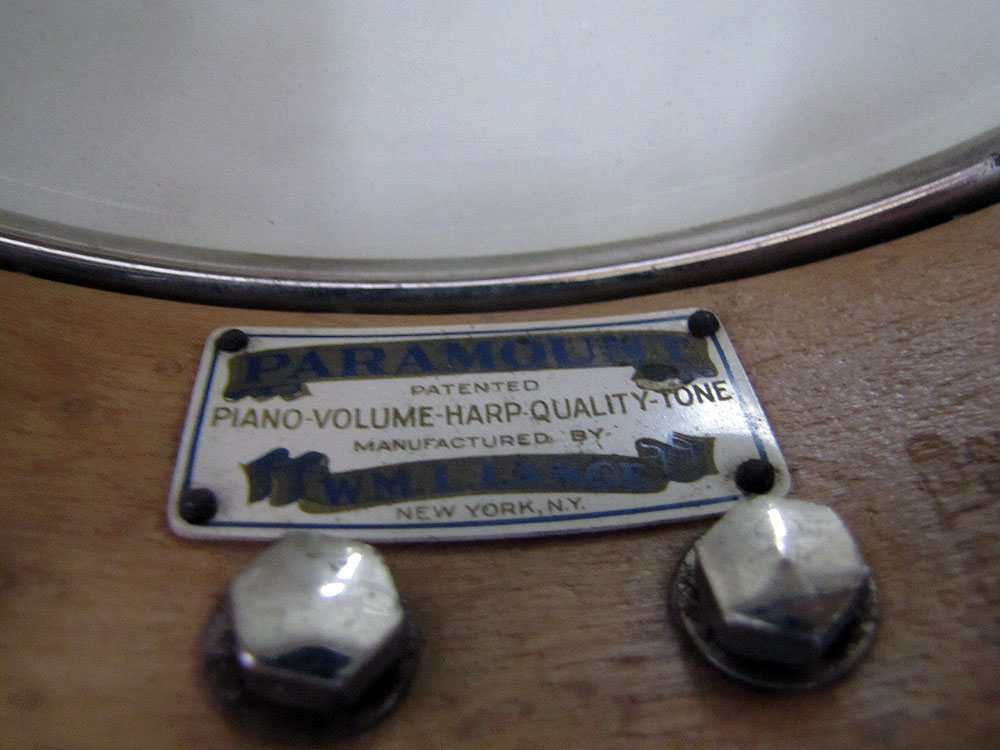 PARAMOUNT
PATENTED
PIANO-VOLUME-HARP-QUALITY-TONE
MANUFACTURED BY
WM. L. LANGE
NEW YORK, N.Y.